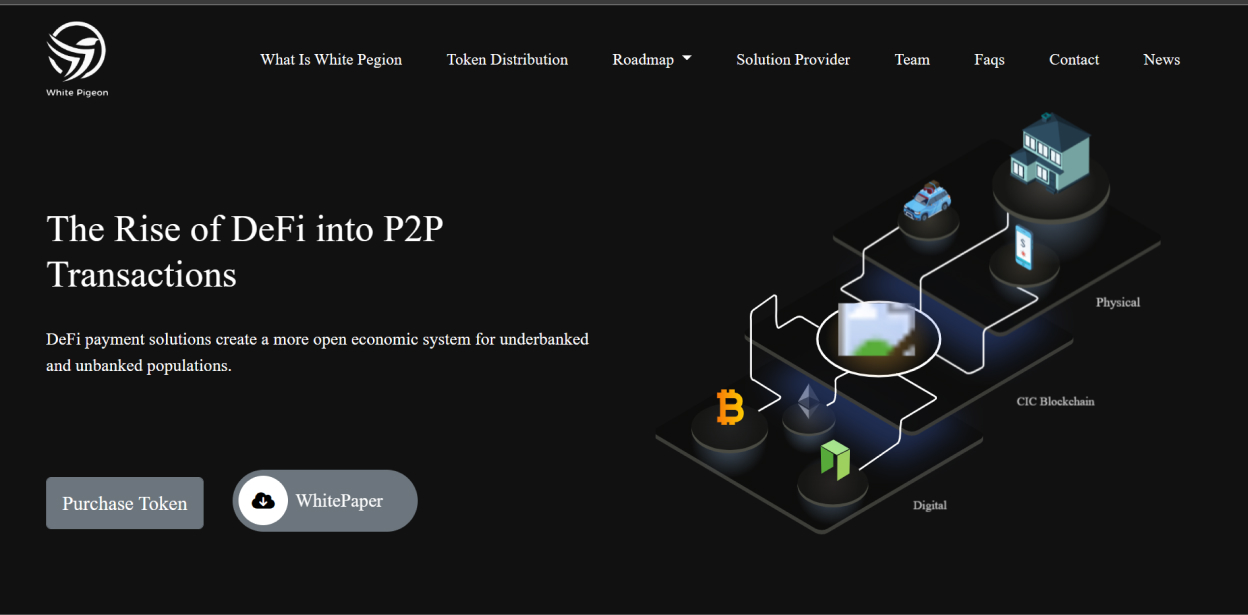 White Pigeon
What Is White Pegion
Token Distribution
Roadmap
Solution Provider
Team
Faqs
Contact
News
The Rise of DeFi into P2P
Transactions
DeFi payment solutions create a more open economic system for underbanked
and unbanked populations.
Purchase Token
WhitePaper
$
Physical
CIC Blockchain
Digital